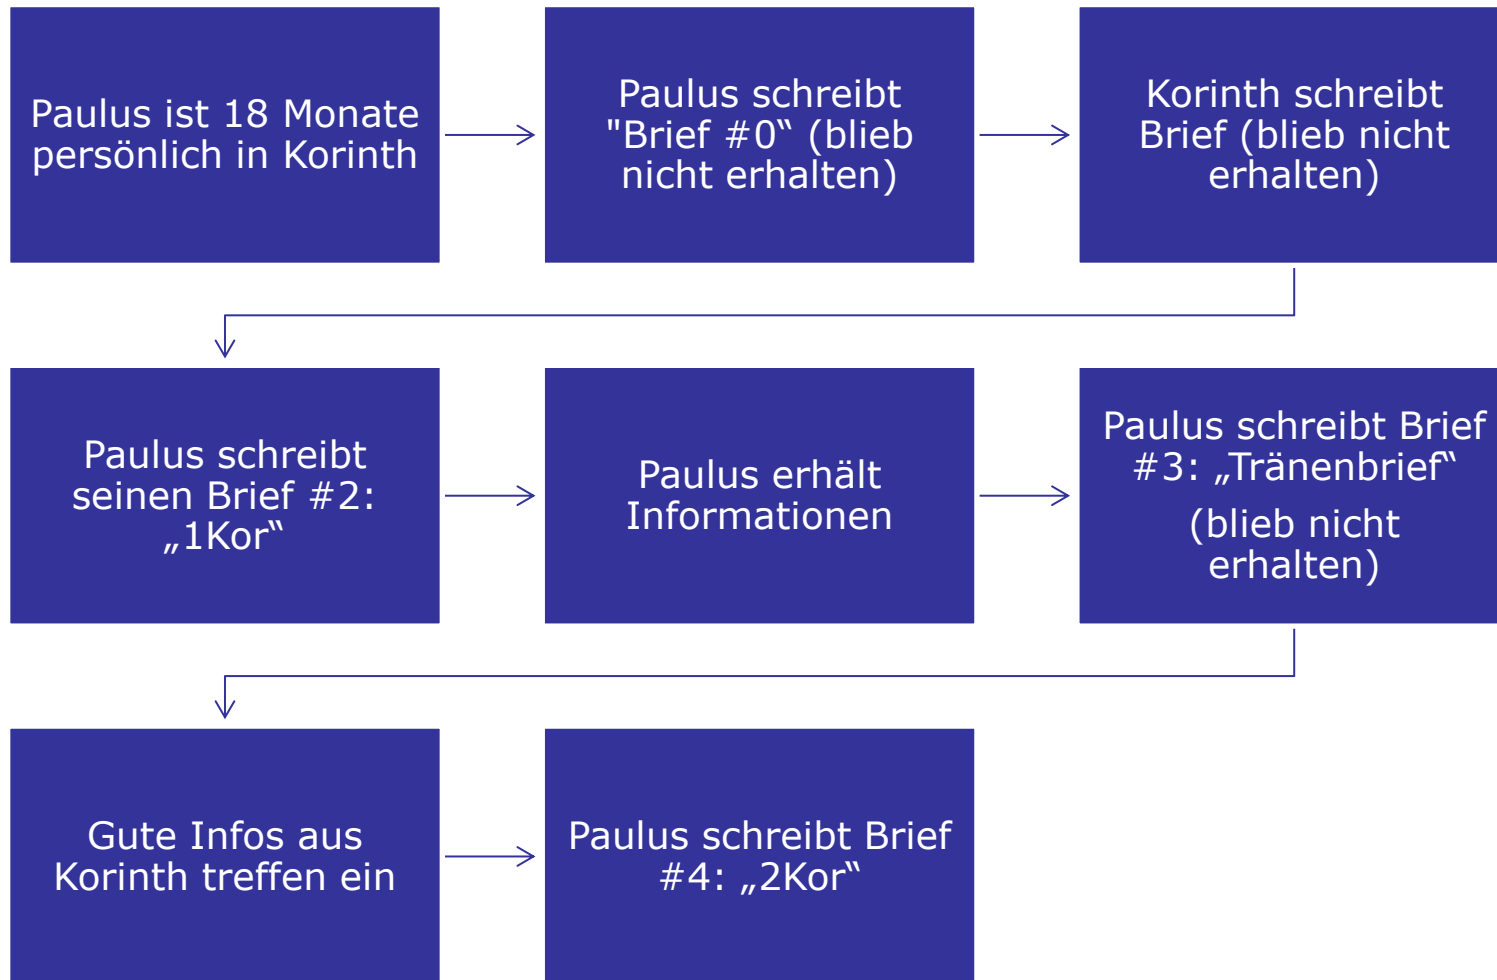 Paulus ist 18 Monate
persönlich in Korinth
Paulus schreibt
"Brief #0“ (blieb
nicht erhalten)
Korinth schreibt
Brief (blieb nicht
erhalten)
Paulus schreibt
seinen Brief #2:
„1Kor“
Paulus erhält
Informationen
Paulus schreibt Brief
#3: „Tränenbrief“
(blieb nicht
erhalten)
Gute Infos aus
Korinth treffen ein
Paulus schreibt Brief
#4: „2Kor“